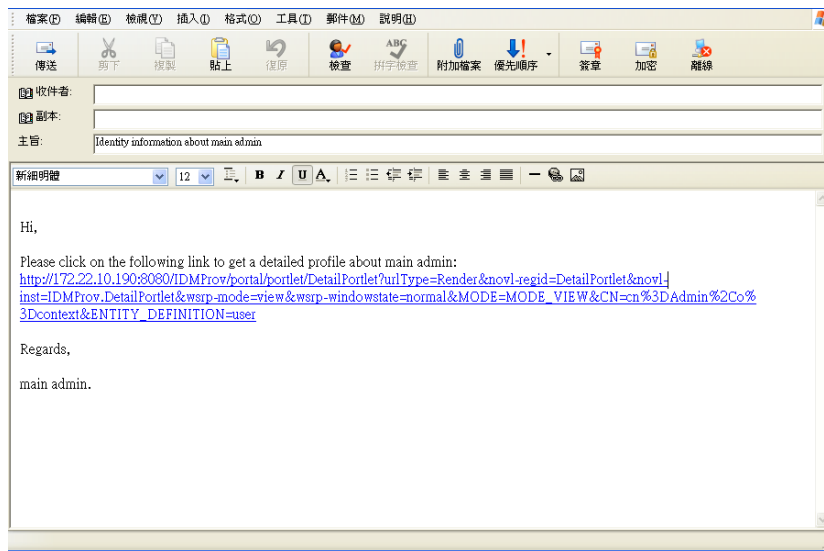 檔案(F) 編輯(E) 檢視(V) 插入(I) 格式(O) 工具(T) 郵件(M) 說明(H)
傳送 剪下 複製 貼上 復原 檢查 拼字檢查 附加檔案 優先順序 簽章 加密 離線
收件者:
副本:
主旨: Identity information about main admin
新細明體 12 B I U A
Hi,
Please click on the following link to get a detailed profile about main admin:
http://172.22.10.190:8080/IDMProv/portal/portlet/DetailPortlet?urlType=Render&novl-regid=DetailPortlet&novl-
inst=IDMProv.DetailPortlet&wsrp-mode=view&wsrp-windowstate=normal&MODE=MODE_VIEW&CN=cn%3DAdmin%2Co%
3Dcontext&ENTITY_DEFINITION=user
Regards,
main admin.